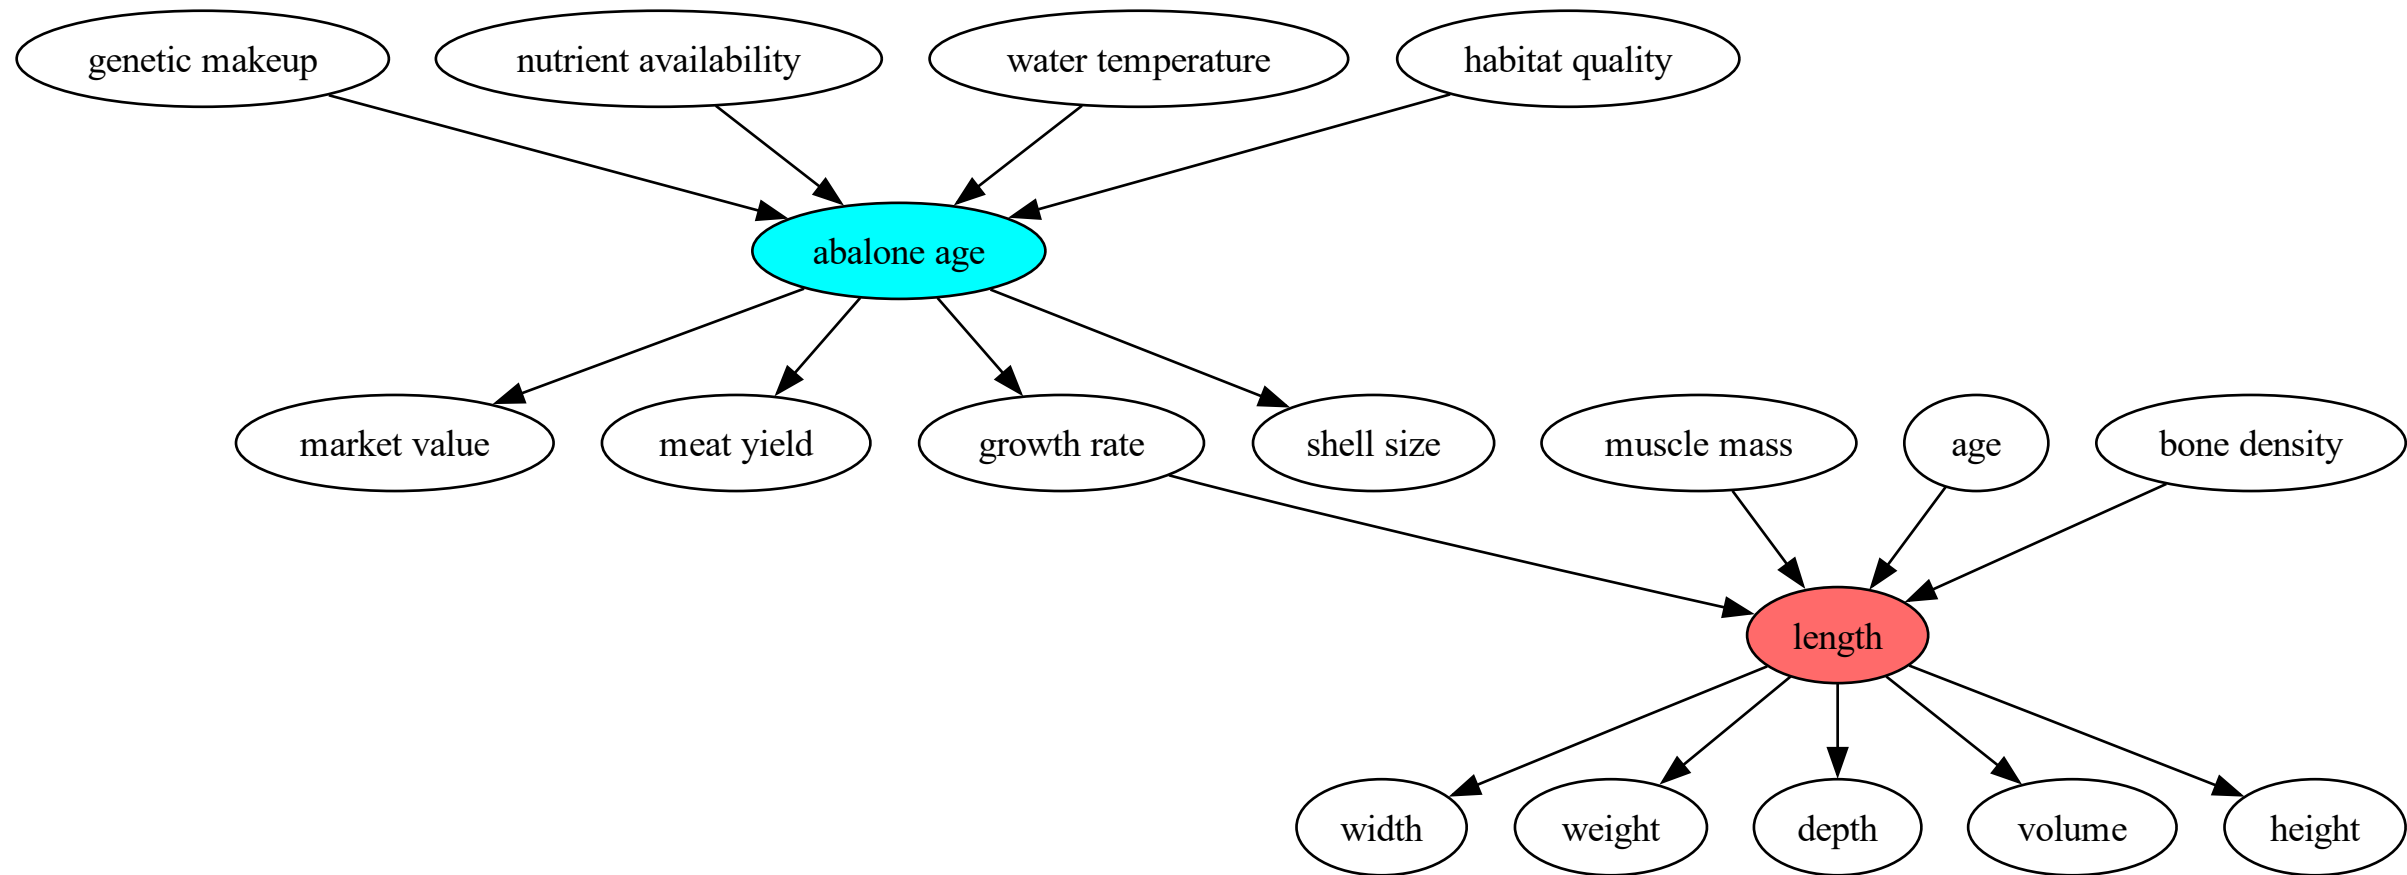 genetic makeup
nutrient availability
water temperature
habitat quality
abalone age
market value
meat yield
growth rate
shell size
muscle mass
age
bone density
length
width
weight
depth
volume
height